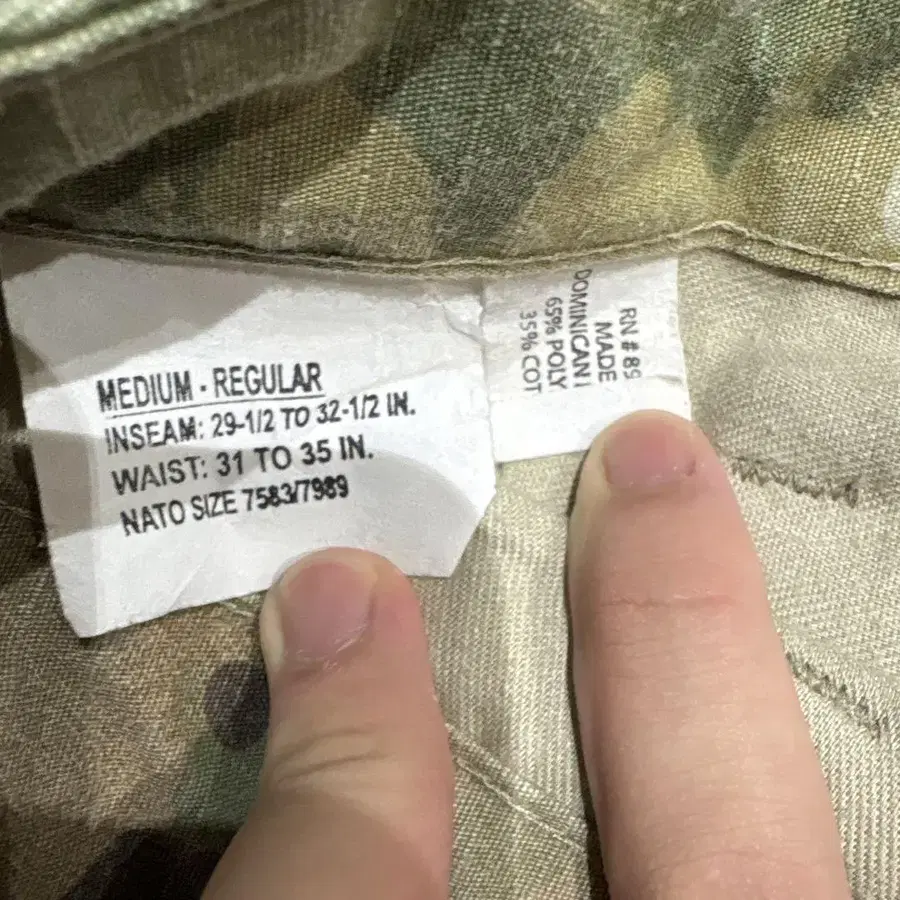 MEDIUM - REGULAR
INSEAM: 29-1/2 TO 32-1/2 IN.
WAIST: 31 TO 35 IN.
NATO SIZE 7583/7989
RN # 89
MADE
DOMINICAN
65% POLY
35% COT